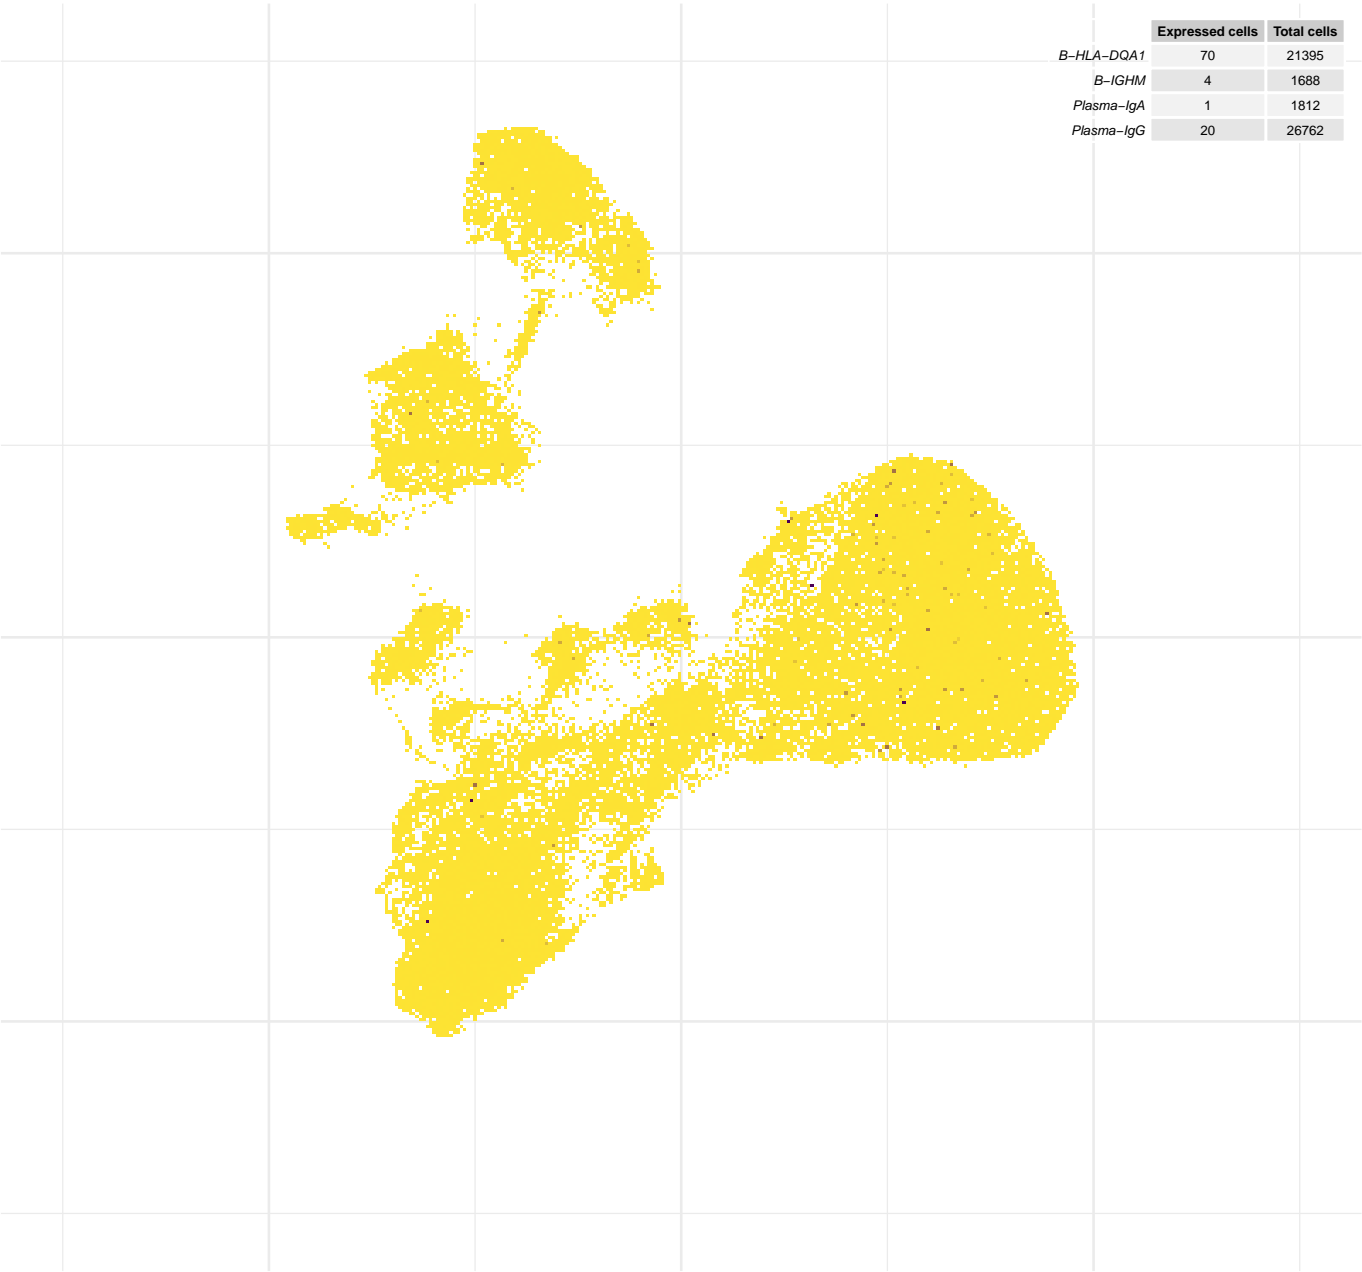 Expressed cells Total cells
B−HLA−DQA1 70 21395
B−IGHM 4 1688
Plasma−IgA 1 1812
Plasma−IgG 20 26762